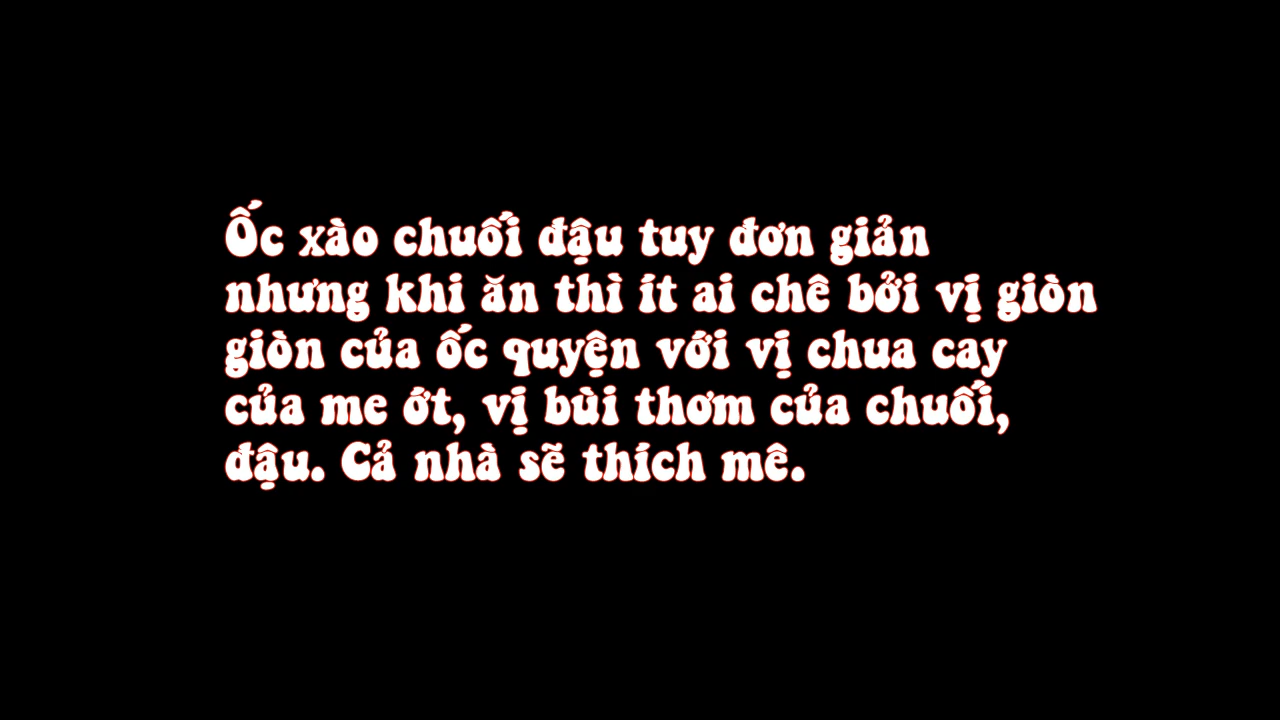 Ốc xào chuối đậu tuy đơn giản
nhưng khi ăn thì ít ai chê bởi vị giòn
giòn của ốc quyện với vị chua cay
của me ớt, vị bùi thơm của chuối,
đậu. Cả nhà sẽ thích mê.